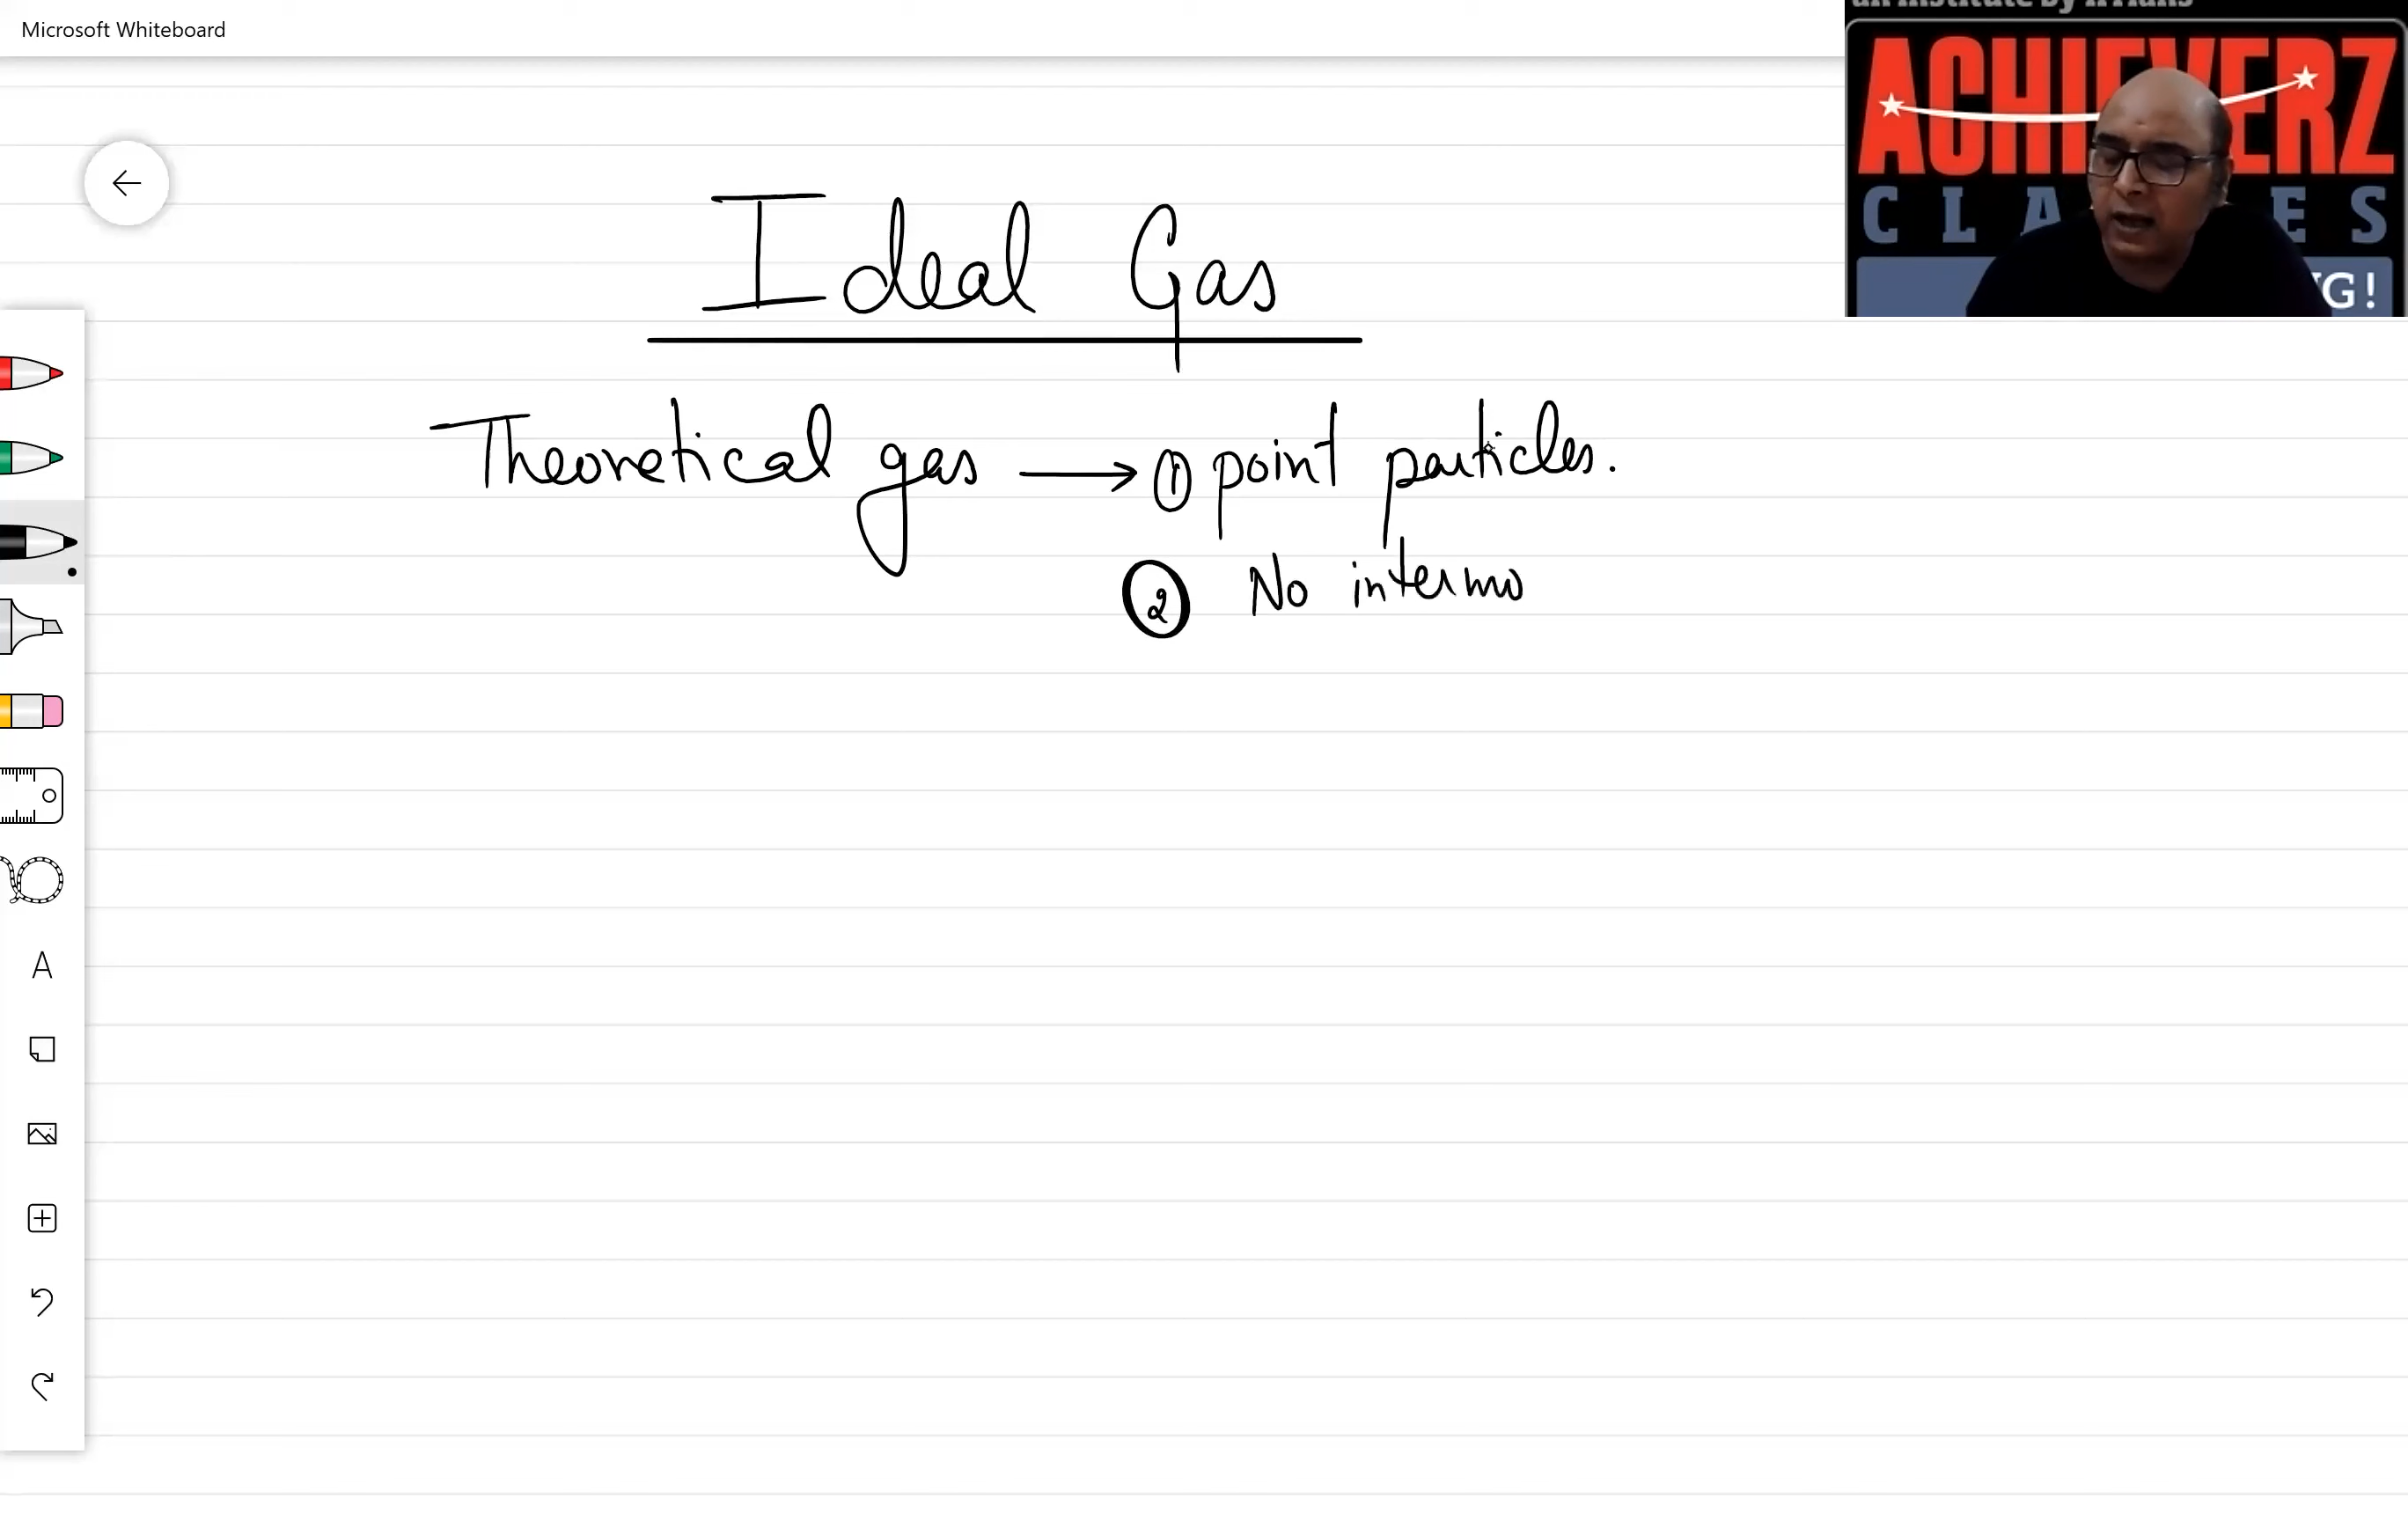 Microsoft Whiteboard
ACHIEVERZ
CLASSES
G!
Ideal Gas
Theoretical gas → ① point particles.
② No intermo
A